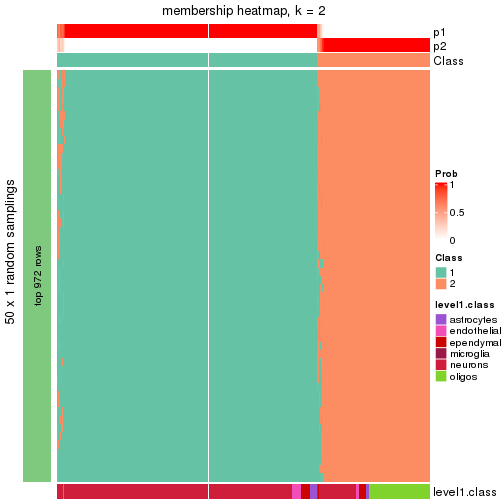 membership heatmap, k = 2
p1
p2
Class
50 x 1 random samplings
top 972 rows
Prob
1
0.5
0
Class
1
2
level1.class
astrocytes
endothelial
ependymal
microglia
neurons
oligos
level1.class